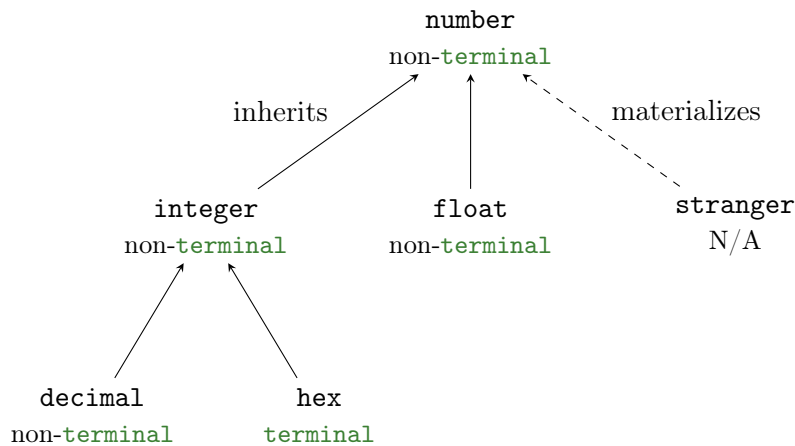 number
non-terminal
inherits
materializes
integer
float
stranger
non-terminal
non-terminal
N/A
decimal
hex
non-terminal
terminal